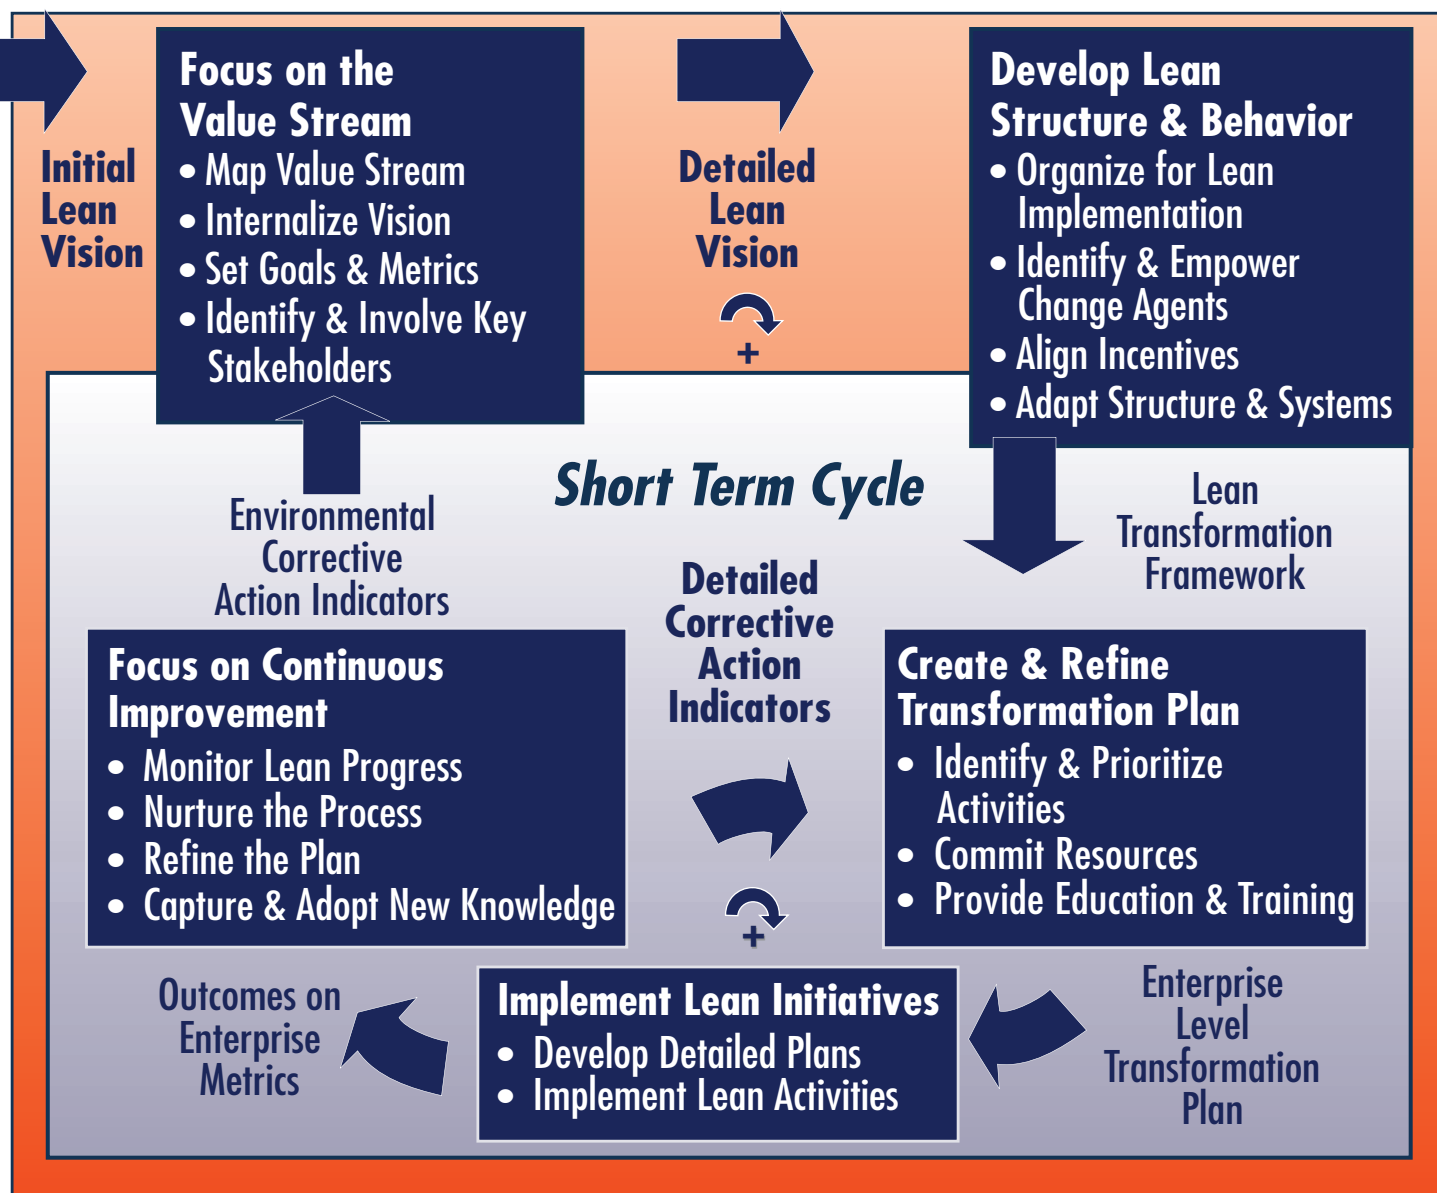 Initial
Lean
Vision
Focus on the
Value Stream
• Map Value Stream
• Internalize Vision
• Set Goals & Metrics
• Identify & Involve Key
Stakeholders
Detailed
Lean
Vision
+
Develop Lean
Structure & Behavior
• Organize for Lean
Implementation
• Identify & Empower
Change Agents
• Align Incentives
• Adapt Structure & Systems
Short Term Cycle
Environmental
Corrective
Action Indicators
Lean
Transformation
Framework
Detailed
Corrective
Action
Indicators
+
Focus on Continuous
Improvement
• Monitor Lean Progress
• Nurture the Process
• Refine the Plan
• Capture & Adopt New Knowledge
Create & Refine
Transformation Plan
• Identify & Prioritize
Activities
• Commit Resources
• Provide Education & Training
Outcomes on
Enterprise
Metrics
Implement Lean Initiatives
• Develop Detailed Plans
• Implement Lean Activities
Enterprise
Level
Transformation
Plan